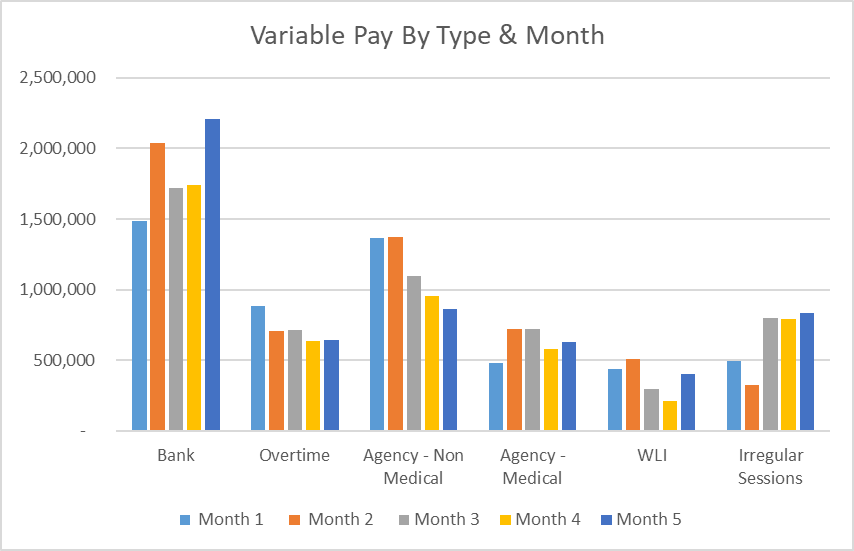 Variable Pay By Type & Month
2,500,000
2,000,000
1,500,000
1,000,000
500,000
-
Bank
Overtime
Agency - Non
Medical
Agency -
Medical
WLI
Irregular
Sessions
Month 1
Month 2
Month 3
Month 4
Month 5